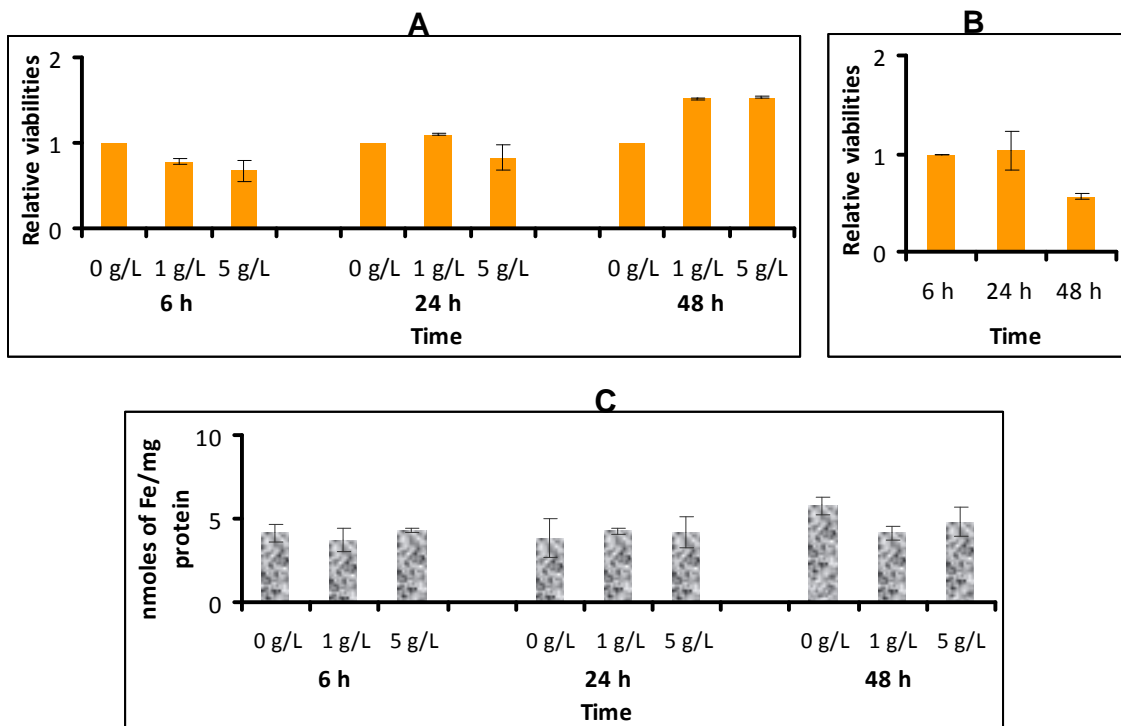 A
Relative viabilities
2
1
0
0 g/L 1 g/L 5 g/L 0 g/L 1 g/L 5 g/L 0 g/L 1 g/L 5 g/L
6 h 24 h 48 h
Time
B
Relative viabilities
2
1
0
6 h 24 h 48 h
Time
C
nmoles of Fe/mg
protein
10
5
0
0 g/L 1 g/L 5 g/L 0 g/L 1 g/L 5 g/L 0 g/L 1 g/L 5 g/L
6 h 24 h 48 h
Time